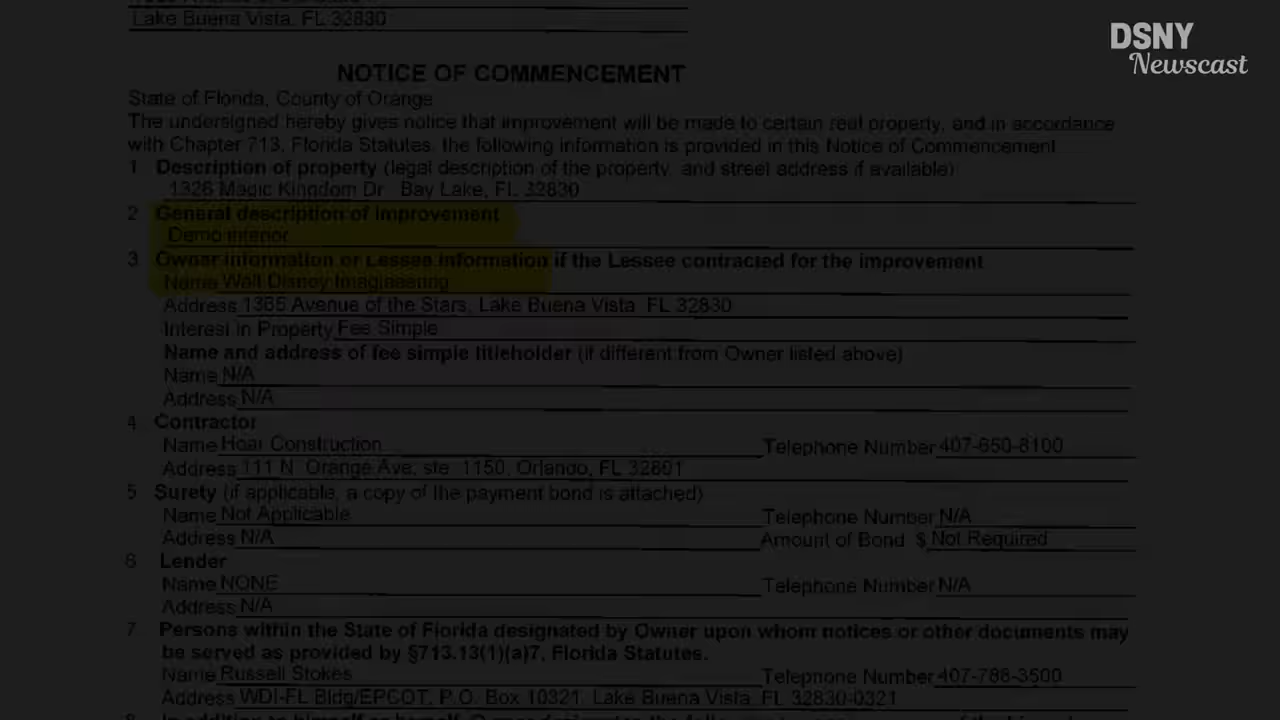 Lake Buena Vista, FL 32830
DSNY
Newscast
NOTICE OF COMMENCEMENT
State of Florida, County of Orange
The undersigned hereby gives notice that improvement will be made to certain real property, and in accordance
with Chapter 713, Florida Statutes, the following information is provided in this Notice of Commencement
1 Description of property (legal description of the property, and street address if available)
1326 Magic Kingdom Dr Bay Lake, FL 32830
2 General description of improvement
Demo interior
3 Owner information or Lessee information if the Lessee contracted for the improvement
Name Walt Disney Imagineering
Address 1365 Avenue of the Stars, Lake Buena Vista FL 32830
Interest in Property Fee Simple
Name and address of fee simple titleholder (if different from Owner listed above)
Name N/A
Address N/A
4 Contractor
Name Hoar Construction Telephone Number 407-650-8100
Address 111 N Orange Ave, ste 1150, Orlando, FL 32801
5 Surety (if applicable, a copy of the payment bond is attached)
Name Not Applicable Telephone Number N/A
Address N/A Amount of Bond $ Not Required
6 Lender
Name NONE Telephone Number N/A
Address N/A
7 Persons within the State of Florida designated by Owner upon whom notices or other documents may
be served as provided by §713.13(1)(a)7, Florida Statutes.
Name Russell Stokes Telephone Number 407-786-3500
Address WDI-FL Bldg/EPCOT, P.O. Box 10321 Lake Buena Vista, FL 32830-0321